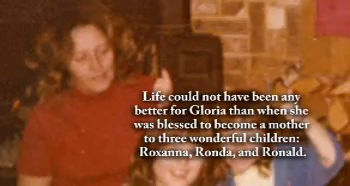 Life could not have been any
better for Gloria than when she
was blessed to become a mother
to three wonderful children:
Roxanna, Ronda, and Ronald.